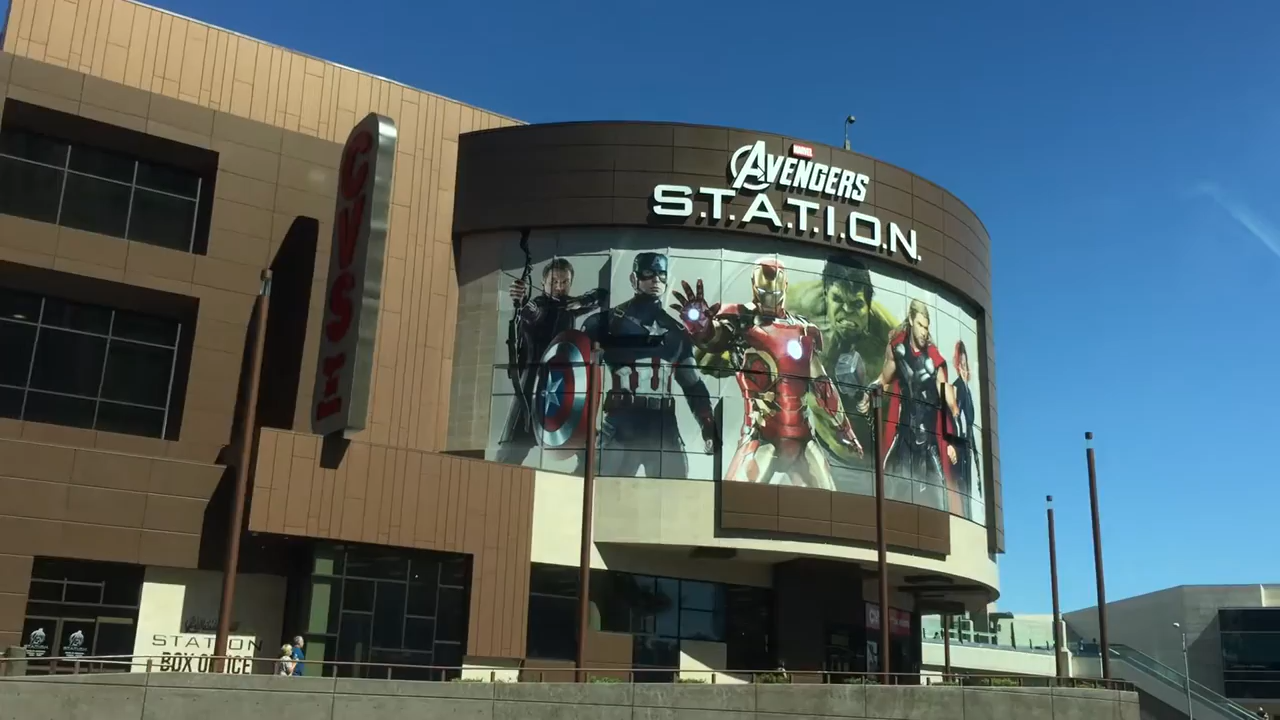 MARVEL
AVENGERS
S.T.A.T.I.O.N.
CVS
STATION
BOX OFFICE